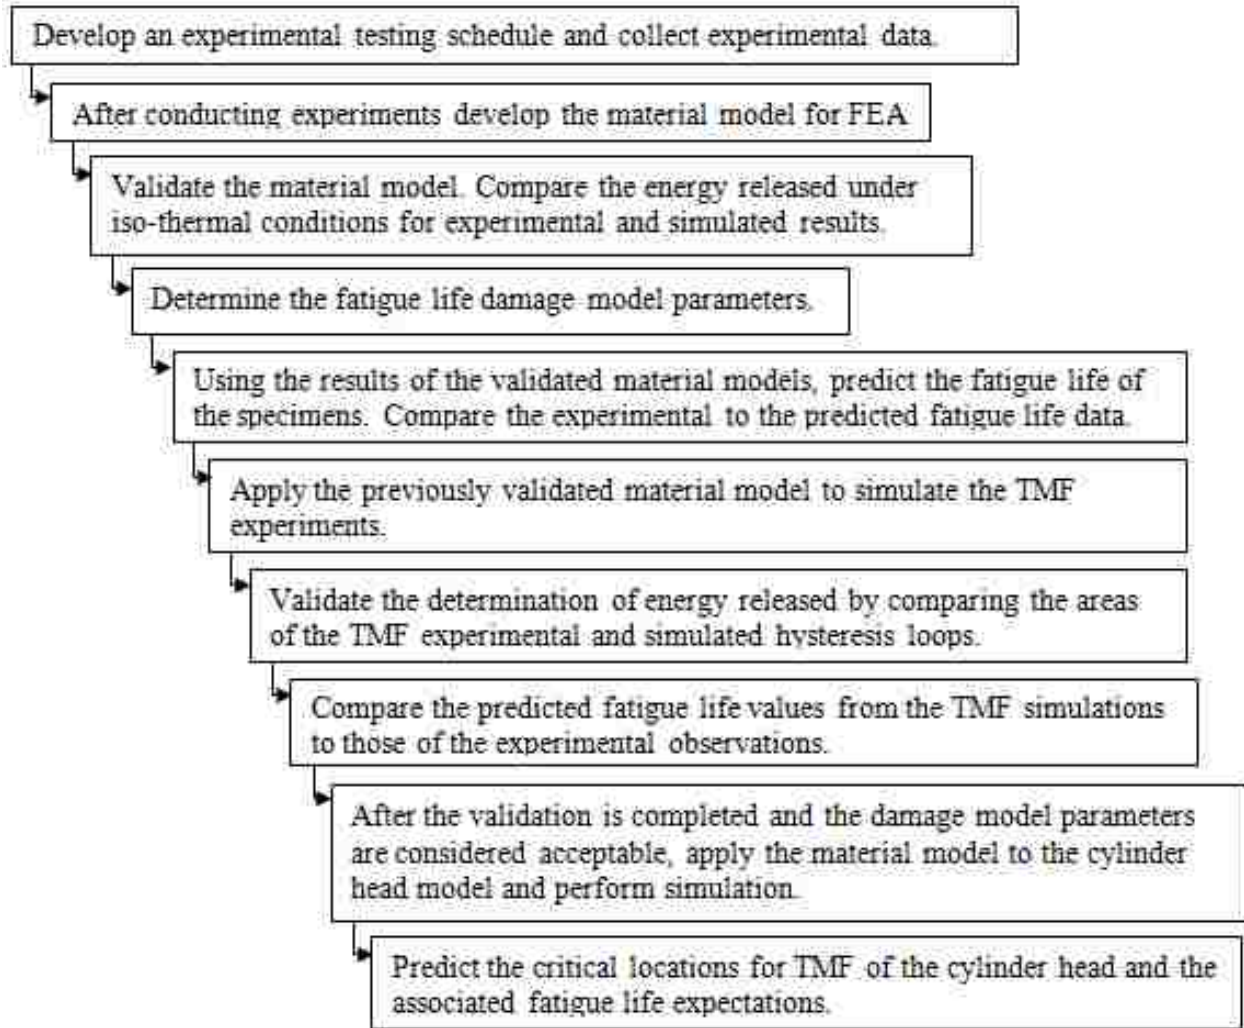 Develop an experimental testing schedule and collect experimental data.
After conducting experiments develop the material model for FEA
Validate the material model. Compare the energy released under
iso-thermal conditions for experimental and simulated results.
Determine the fatigue life damage model parameters.
Using the results of the validated material models, predict the fatigue life of
the specimens. Compare the experimental to the predicted fatigue life data.
Apply the previously validated material model to simulate the TMF
experiments.
Validate the determination of energy released by comparing the areas
of the TMF experimental and simulated hysteresis loops.
Compare the predicted fatigue life values from the TMF simulations
to those of the experimental observations.
After the validation is completed and the damage model parameters
are considered acceptable, apply the material model to the cylinder
head model and perform simulation.
Predict the critical locations for TMF of the cylinder head and the
associated fatigue life expectations.